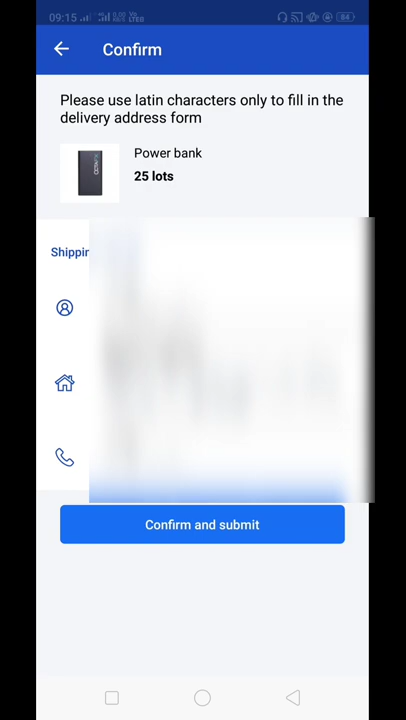 09:15
84
Confirm
Please use latin characters only to fill in the
delivery address form
Power bank
25 lots
Shippin
Confirm and submit